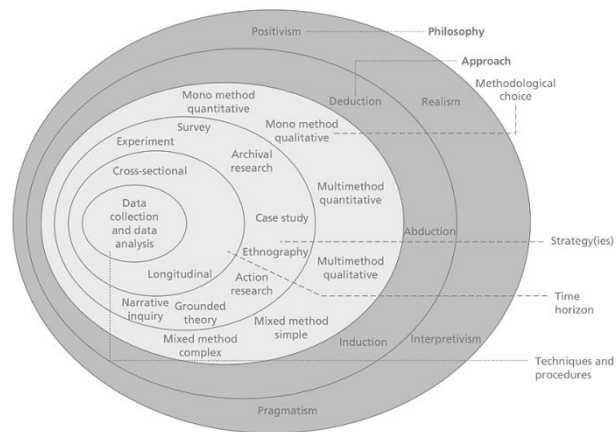 Positivism
Philosophy
Approach
Methodological
choice
Mono method
quantitative
Deduction
Realism
Survey
Mono method
qualitative
Experiment
Archival
research
Cross-sectional
Multimethod
quantitative
Data
collection
and data
analysis
Case study
Abduction
Strategy(ies)
Ethnography
Multimethod
qualitative
Longitudinal
Action
research
Time
horizon
Narrative
inquiry
Grounded
theory
Mixed method
simple
Mixed method
complex
Induction
Interpretivism
Techniques and
procedures
Pragmatism